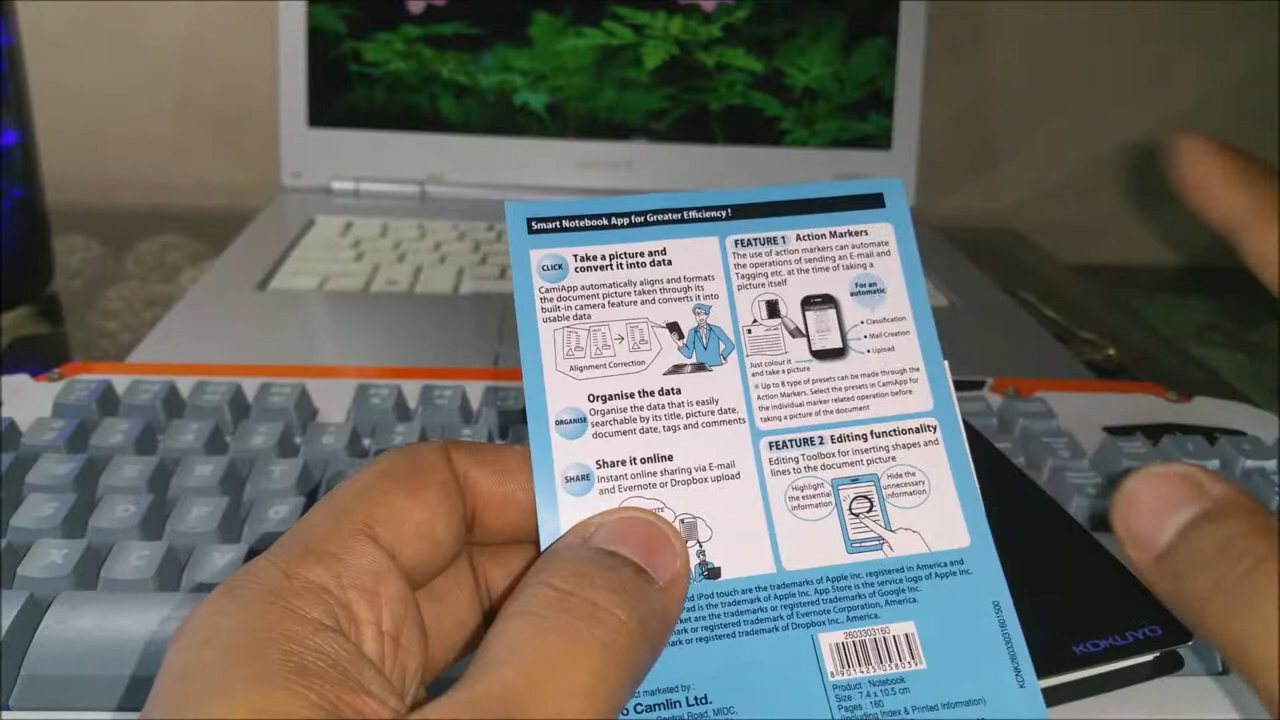 Smart Notebook App for Greater Efficiency !
CLICK
Take a picture and
convert it into data
CamiApp automatically aligns and formats
the document picture taken through its
built-in camera feature and converts it into
usable data
Alignment Correction
ORGANISE
Organise the data
Organise the data that is easily
searchable by its title, picture date,
document date, tags and comments
SHARE
Share it online
Instant online sharing via E-mail
and Evernote or Dropbox upload
FEATURE 1 Action Markers
The use of action markers can automate
the operations of sending an E-mail and
Tagging etc. at the time of taking a
picture itself
For an
automatic
• Classification
• Mail Creation
• Upload
Just colour it
and take a picture
※ Up to 8 type of presets can be made through the
Action Markers. Select the presets in CamiApp for
the individual marker related operation before
taking a picture of the document
FEATURE 2 Editing functionality
Editing Toolbox for inserting shapes and
lines to the document picture
Highlight
the essential
information
Hide the
unnecessary
information
iPod touch are the trademarks of Apple inc. registered in America and
is the trademark of Apple Inc. App Store is the service logo of Apple Inc.
are the trademarks or registered trademarks of Google Inc.
or registered trademark of Evernote Corporation, America.
or registered trademark of Dropbox Inc., America.
2603303160
8901425058039
Product : Notebook
Size : 7.4 x 10.5 cm
Pages : 160
(Including Index & Printed Information)
marketed by :
Camlin Ltd.
Central Road, MIDC,
KCNK26033031601500
KOKUYO